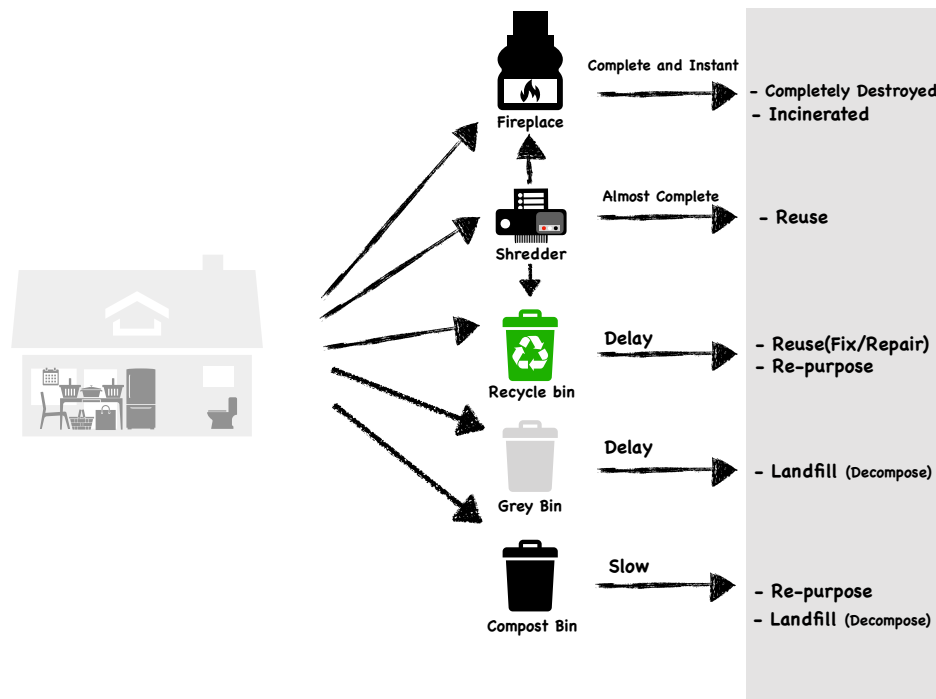 Complete and Instant
- Completely Destroyed
- Incinerated
Fireplace
Almost Complete
- Reuse
Shredder
Delay
- Reuse(Fix/Repair)
- Re-purpose
Recycle bin
Delay
- Landfill (Decompose)
Grey Bin
Slow
- Re-purpose
- Landfill (Decompose)
Compost Bin